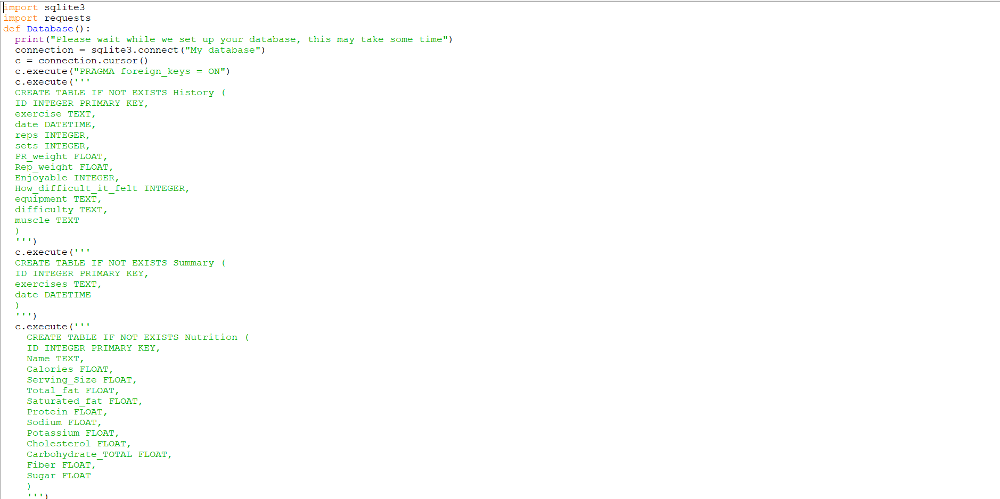 import sqlite3
import requests
def Database():
  print("Please wait while we set up your database, this may take some time")
  connection = sqlite3.connect("My database")
  c = connection.cursor()
  c.execute("PRAGMA foreign_keys = ON")
  c.execute('''
  CREATE TABLE IF NOT EXISTS History (
  ID INTEGER PRIMARY KEY,
  exercise TEXT,
  date DATETIME,
  reps INTEGER,
  sets INTEGER,
  PR_weight FLOAT,
  Rep_weight FLOAT,
  Enjoyable INTEGER,
  How_difficult_it_felt INTEGER,
  equipment TEXT,
  difficulty TEXT,
  muscle TEXT
  )
  ''')
  c.execute('''
  CREATE TABLE IF NOT EXISTS Summary (
  ID INTEGER PRIMARY KEY,
  exercises TEXT,
  date DATETIME
  )
  ''')
  c.execute('''
    CREATE TABLE IF NOT EXISTS Nutrition (
    ID INTEGER PRIMARY KEY,
    Name TEXT,
    Calories FLOAT,
    Serving_Size FLOAT,
    Total_fat FLOAT,
    Saturated_fat FLOAT,
    Protein FLOAT,
    Sodium FLOAT,
    Potassium FLOAT,
    Cholesterol FLOAT,
    Carbohydrate_TOTAL FLOAT,
    Fiber FLOAT,
    Sugar FLOAT
    )
    ''')